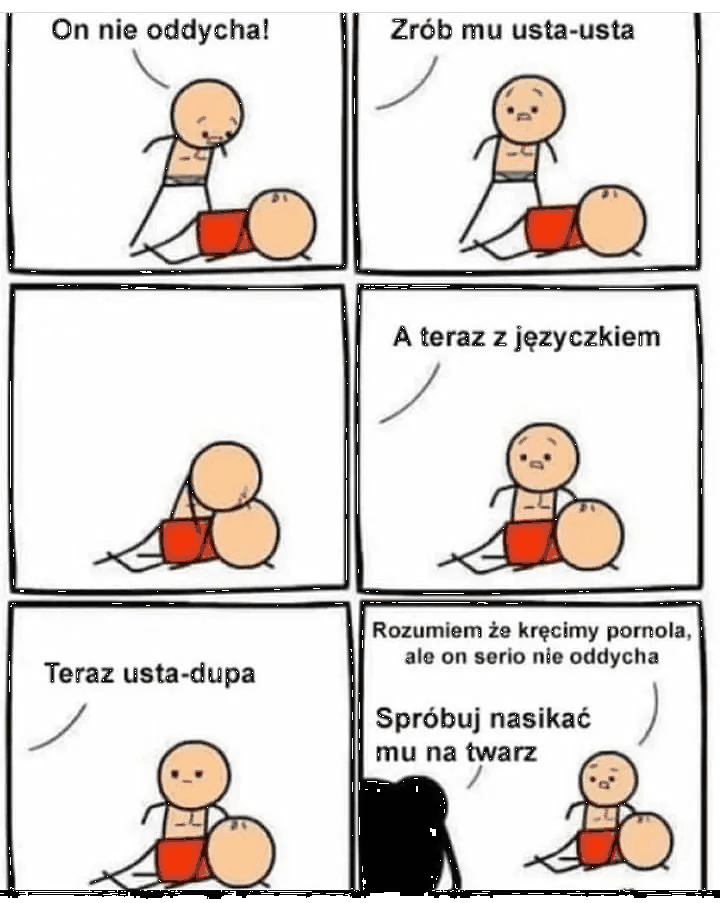 On nie oddycha!
Zrób mu usta-usta
A teraz z języczkiem
Teraz usta-dupa
Rozumiem że kręcimy pornola,
ale on serio nie oddycha
Spróbuj nasikać
mu na twarz